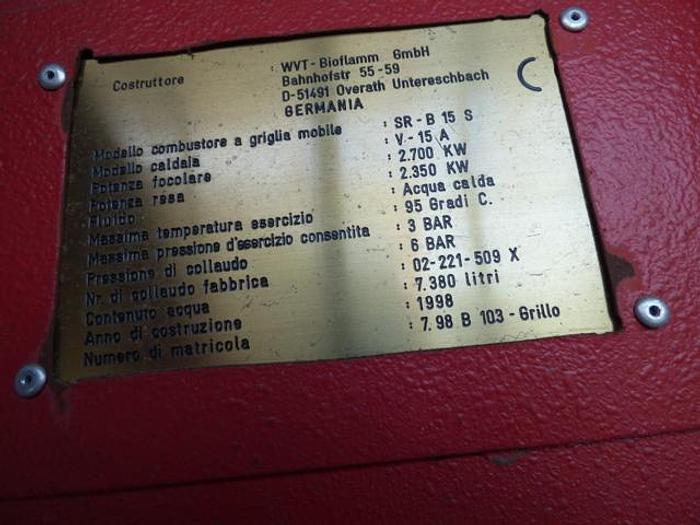 Costruttore : WVT-Bioflamm GmbH
Bahnhofstr 55-59
D-51491 Overath Untereschbach
GERMANIA
Modello combustore a griglia mobile : SR-B 15 S
Modello caldaia : V-15 A
Potenza focolare : 2.700 KW
Potenza resa : 2.350 KW
Fluido : Acqua calda
Massima temperatura esercizio : 95 Gradi C.
Massima pressione d'esercizio consentita : 3 BAR
Pressione di collaudo : 6 BAR
Nr. di collaudo fabbrica : 02-221-509 X
Contenuto acqua : 7.380 litri
Anno di costruzione : 1998
Numero di matricola : 7.98 B 103-Grillo